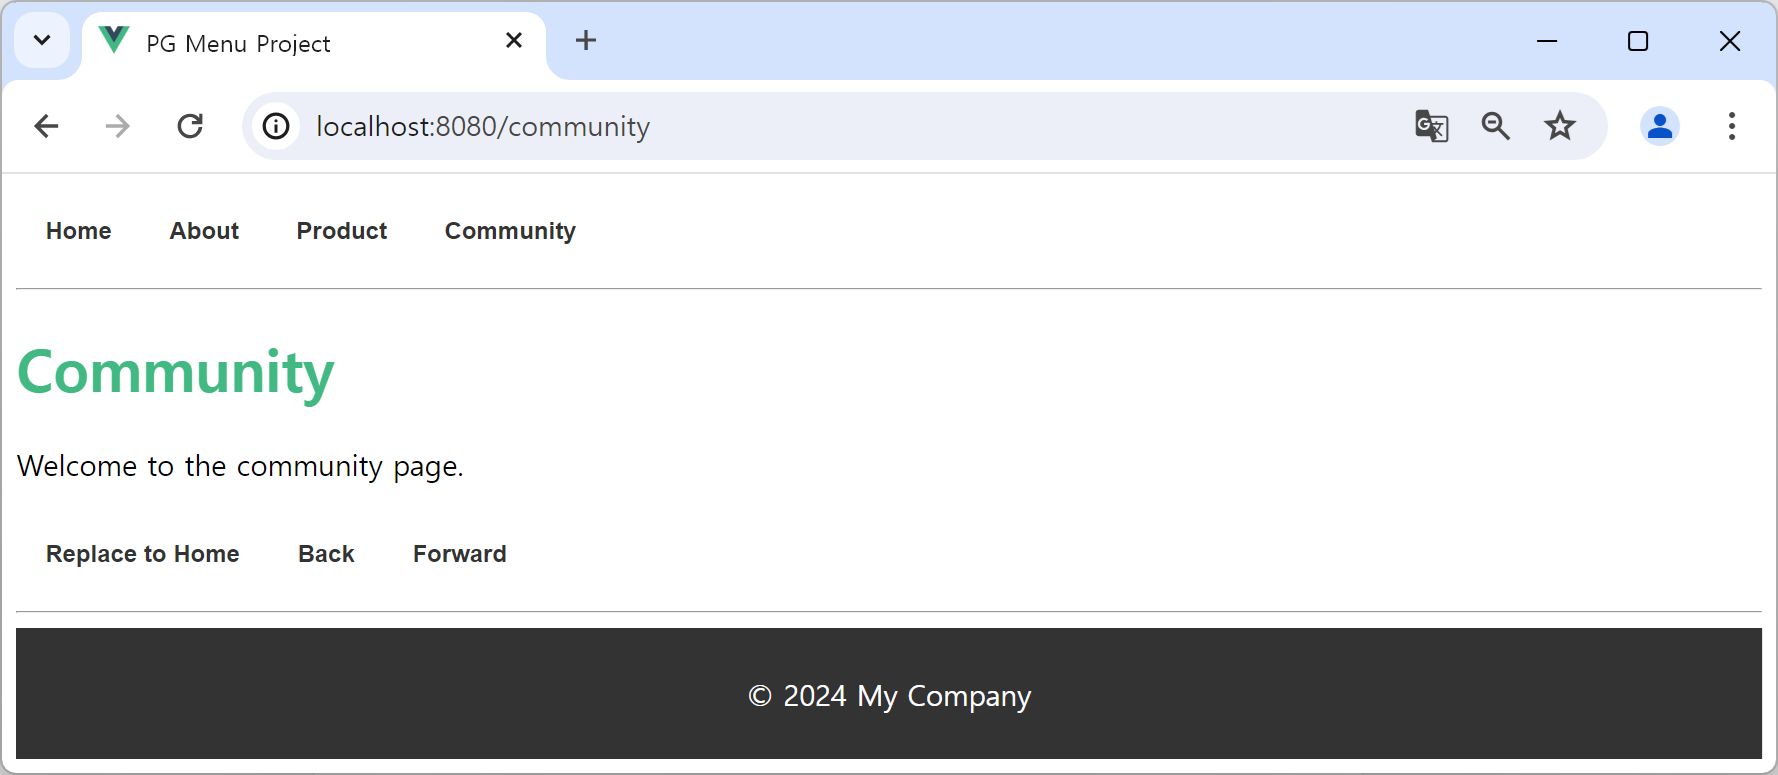 PG Menu Project
localhost:8080/community
Home About Product Community
Community
Welcome to the community page.
Replace to Home Back Forward
© 2024 My Company